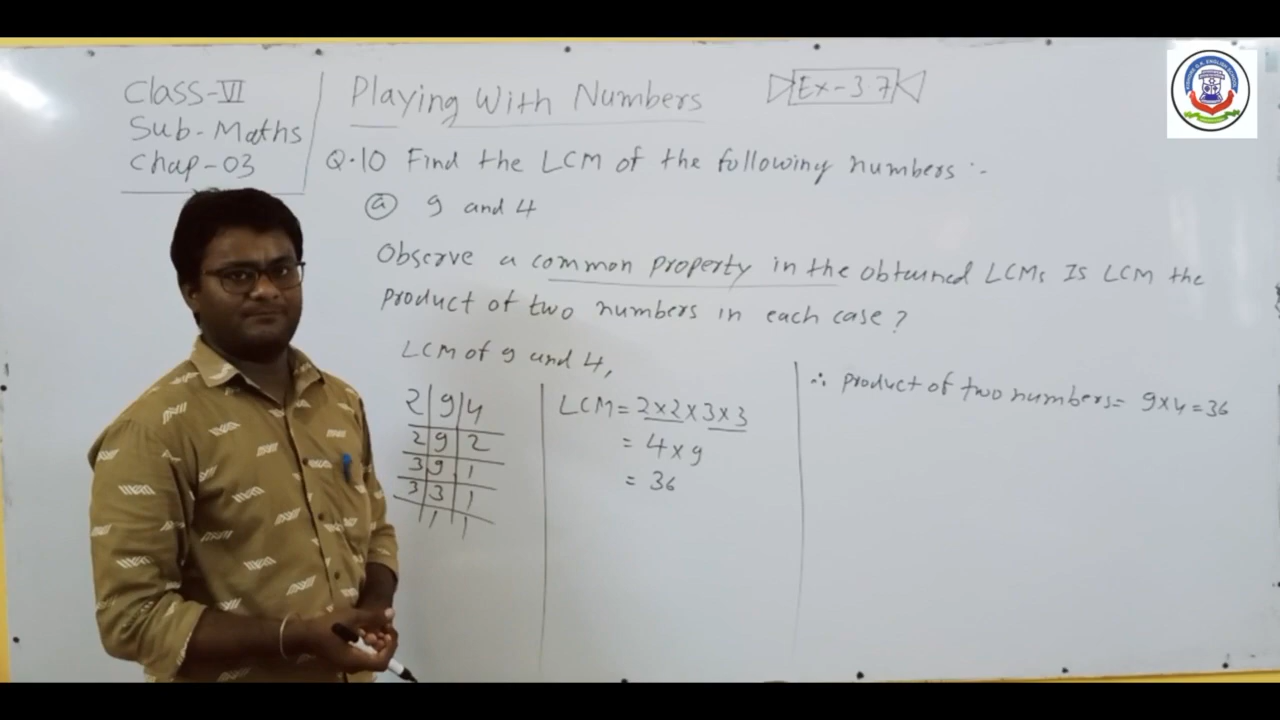 Class-VI
Sub-Maths
Chap-03
Playing With Numbers
Ex-3.7
Q.10 Find the LCM of the following numbers :-
(a) 9 and 4
Observe a common property in the obtained LCMs Is LCM the
product of two numbers in each case?
LCM of 9 and 4,
2|9|4
2|9|2
3|9|1
3|3|1
|1|1
LCM = 2×2×3×3
= 4×9
= 36
∴ product of two numbers= 9×4=36